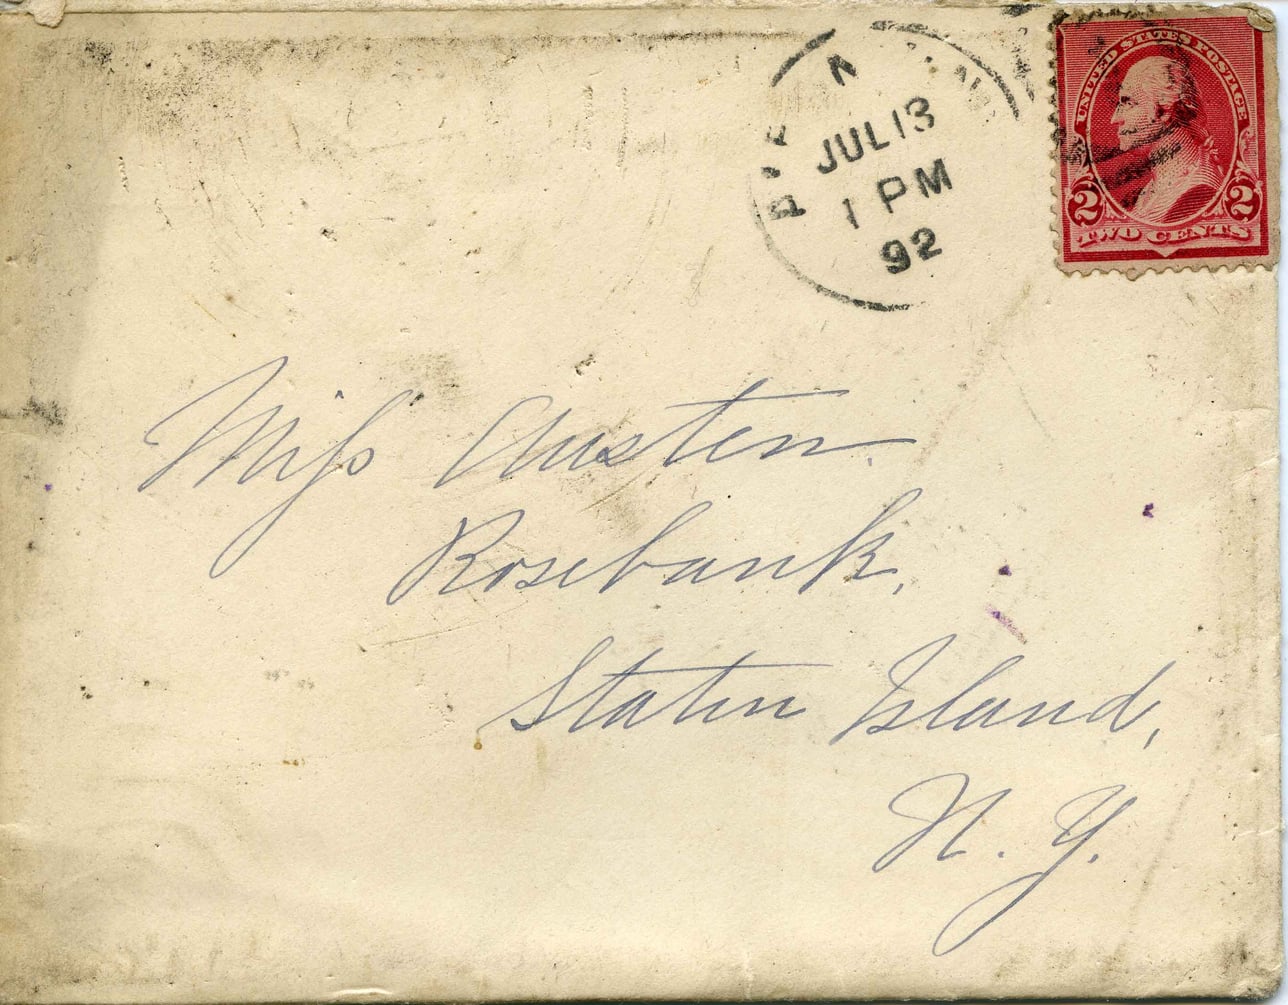 UNITED STATES POSTAGE
JUL 13
1 PM
92
2 2
TWO CENTS
Miss Austen.
Rosebank,
Staten Island,
N. Y.